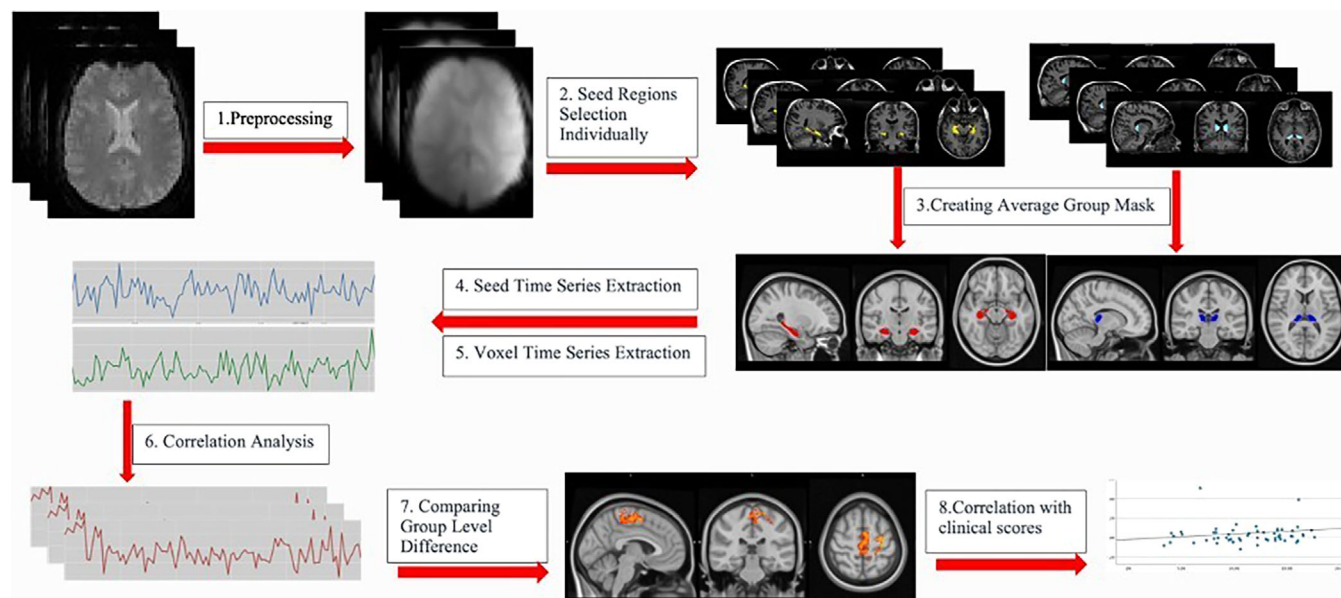 1.Preprocessing
2. Seed Regions
Selection
Individually
3.Creating Average Group Mask
4. Seed Time Series Extraction
5. Voxel Time Series Extraction
6. Correlation Analysis
7. Comparing
Group Level
Difference
8.Correlation with
clinical scores